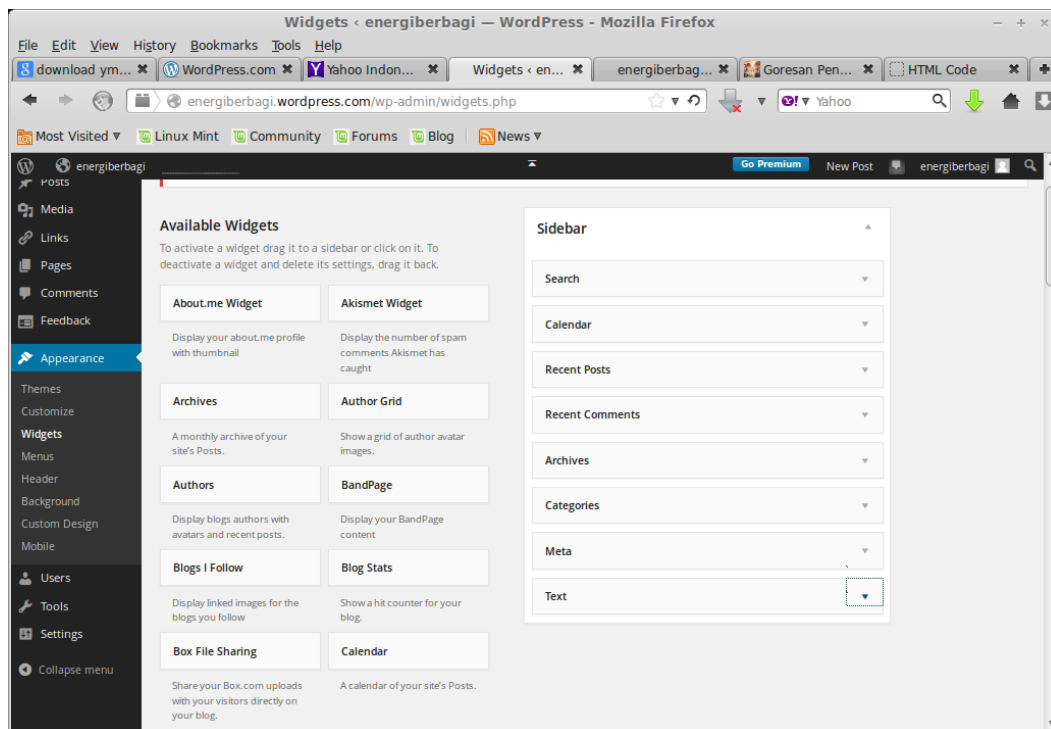 Widgets ‹ energiberbagi — WordPress - Mozilla Firefox
File Edit View History Bookmarks Tools Help
download ym... WordPress.com Yahoo Indon... Widgets ‹ en... energiberbag... Goresan Pen... HTML Code
energiberbagi.wordpress.com/wp-admin/widgets.php Yahoo
Most Visited Linux Mint Community Forums Blog News
energiberbagi Go Premium New Post energiberbagi
Posts
Media
Links
Pages
Comments
Feedback
Appearance
Themes
Customize
Widgets
Menus
Header
Background
Custom Design
Mobile
Users
Tools
Settings
Collapse menu
Available Widgets
To activate a widget drag it to a sidebar or click on it. To
deactivate a widget and delete its settings, drag it back.
About.me Widget
Display your about.me profile
with thumbnail
Akismet Widget
Display the number of spam
comments Akismet has
caught
Archives
A monthly archive of your
site's Posts.
Author Grid
Show a grid of author avatar
images.
Authors
Display blogs authors with
avatars and recent posts.
BandPage
Display your BandPage
content
Blogs I Follow
Display linked images for the
blogs you follow
Blog Stats
Show a hit counter for your
blog.
Box File Sharing
Share your Box.com uploads
with your visitors directly on
your blog.
Calendar
A calendar of your site's Posts.
Sidebar
Search
Calendar
Recent Posts
Recent Comments
Archives
Categories
Meta
Text